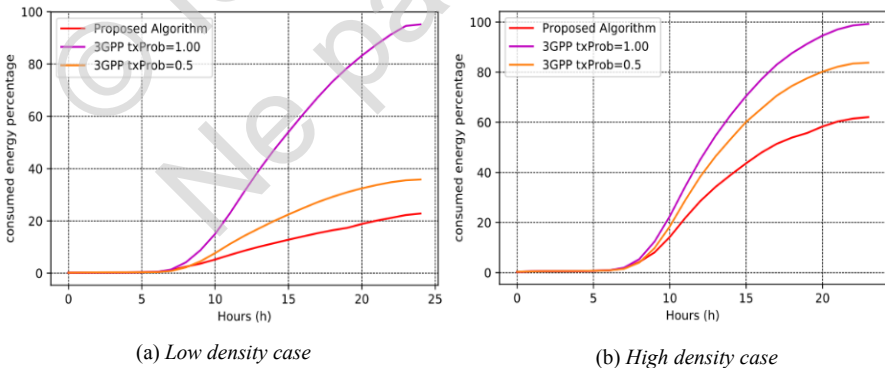 Proposed Algorithm
3GPP txProb=1.00
3GPP txProb=0.5
consumed energy percentage
100
80
60
40
20
0
0 5 10 15 20 25
Hours (h)
(a) Low density case
Proposed Algorithm
3GPP txProb=1.00
3GPP txProb=0.5
consumed energy percentage
100
80
60
40
20
0
0 5 10 15 20
Hours (h)
(b) High density case
© 
Ne pa